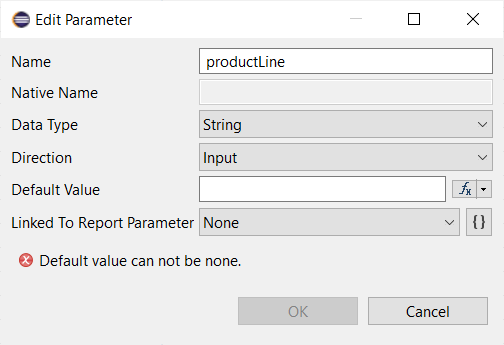 Edit Parameter
Name productLine
Native Name
Data Type String
Direction Input
Default Value fx
Linked To Report Parameter None {}
Default value can not be none.
OK Cancel